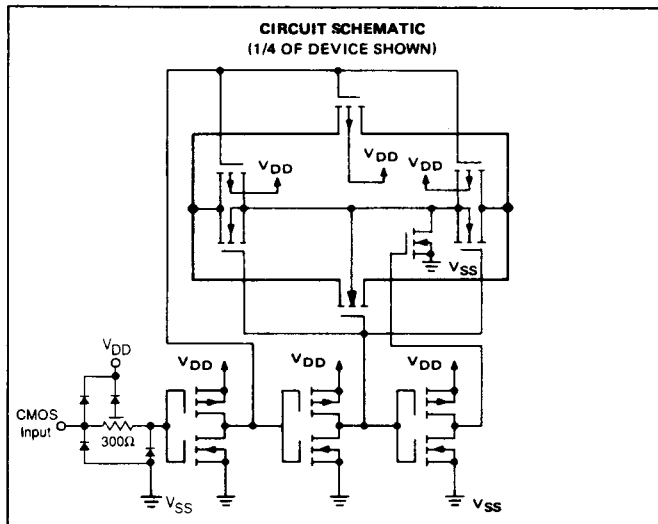 CIRCUIT SCHEMATIC
(1/4 OF DEVICE SHOWN)
VDD
VDD
VDD
VSS
VDD
VDD
VDD
VDD
CMOS
Input
300Ω
VSS
VSS